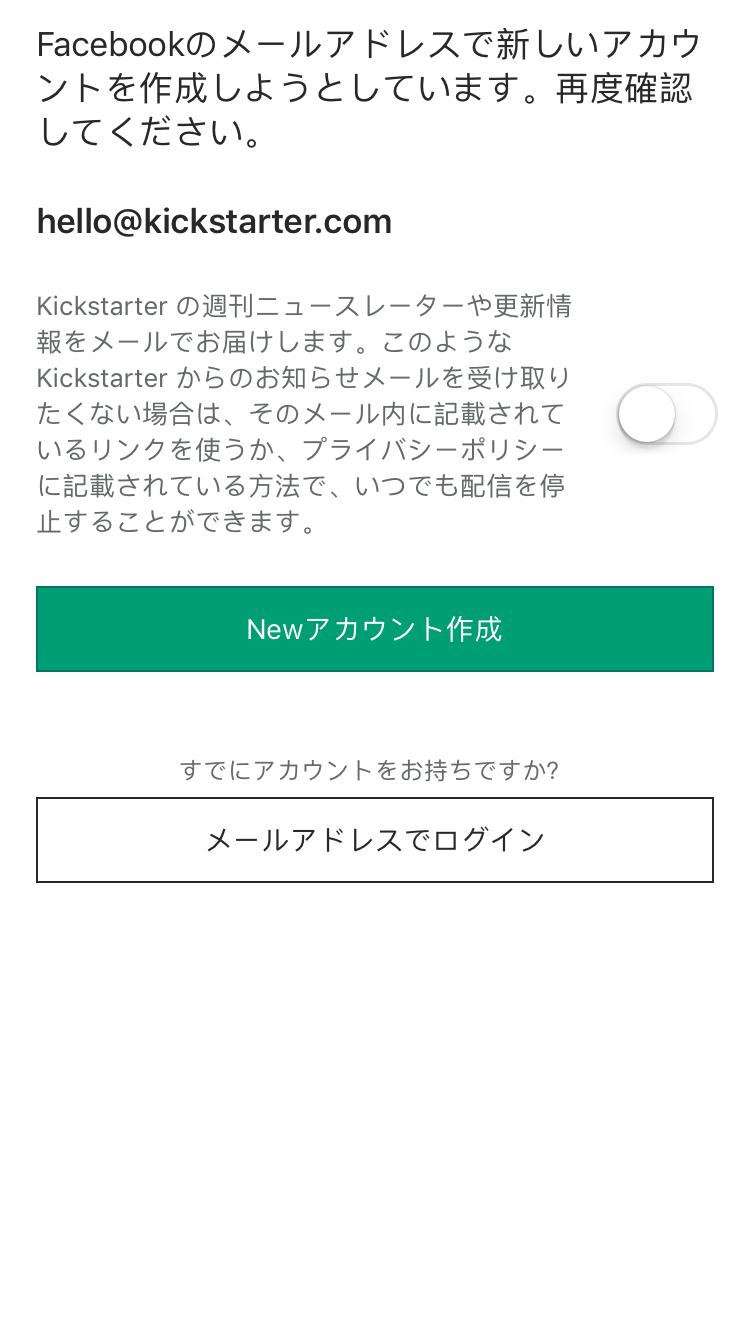 Facebookのメールアドレスで新しいアカウ
ントを作成しようとしています。再度確認
してください。
hello@kickstarter.com
Kickstarter の週刊ニュースレーターや更新情
報をメールでお届けします。このような
Kickstarter からのお知らせメールを受け取り
たくない場合は、そのメール内に記載されて
いるリンクを使うか、プライバシーポリシー
に記載されている方法で、いつでも配信を停
止することができます。
Newアカウント作成
すでにアカウントをお持ちですか?
メールアドレスでログイン